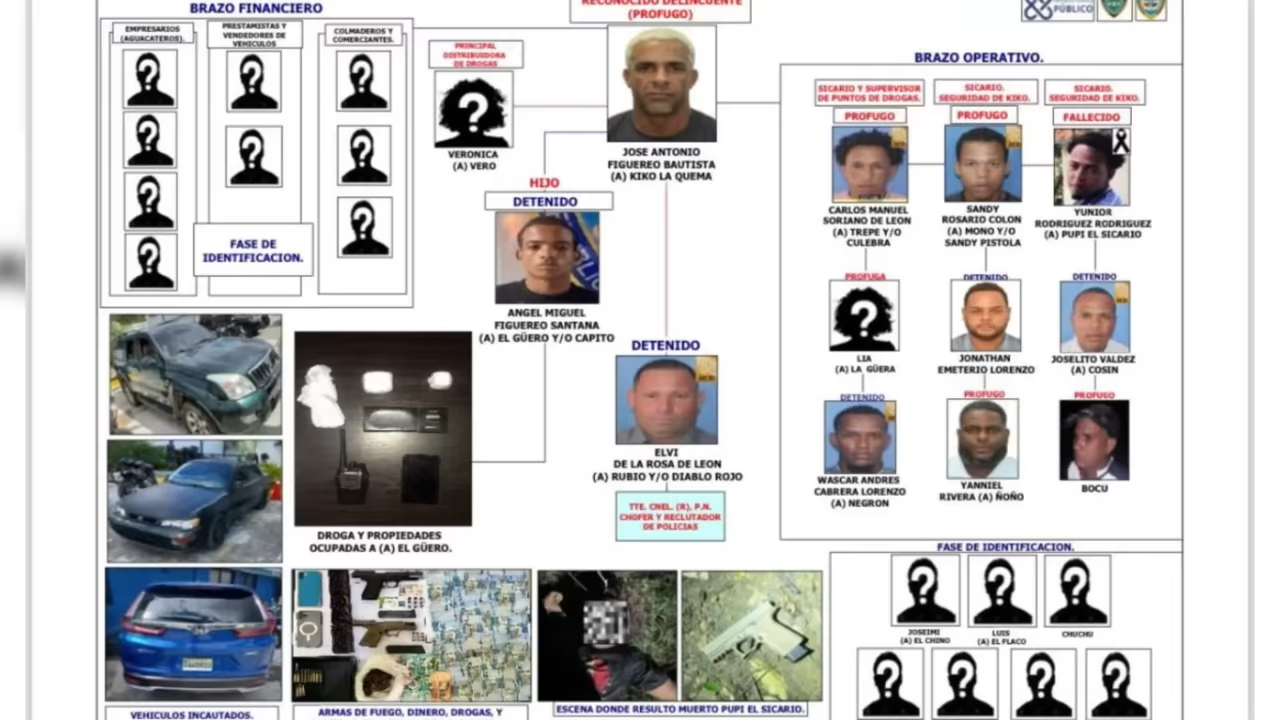 BRAZO FINANCIERO
EMPRESARIOS
(AGUACATEROS).
PRESTAMISTAS Y
VENDEDORES DE
VEHICULOS
COLMADEROS Y
COMERCIANTES.
FASE DE
IDENTIFICACION.
RECONOCIDO DELINCUENTE
(PROFUGO)
PRINCIPAL
DISTRIBUIDORA
DE DROGAS
VERONICA
(A) VERO
JOSE ANTONIO
FIGUEREO BAUTISTA
(A) KIKO LA QUEMA
HIJO
DETENIDO
ANGEL MIGUEL
FIGUEREO SANTANA
(A) EL GÜERO Y/O CAPITO
DETENIDO
ELVI
DE LA ROSA DE LEON
(A) RUBIO Y/O DIABLO ROJO
TTE. CNEL. (R), P.N.
CHOFER Y RECLUTADOR
DE POLICIAS
PÚBLICO
BRAZO OPERATIVO.
SICARIO Y SUPERVISOR
DE PUNTOS DE DROGAS.
PROFUGO
CARLOS MANUEL
SORIANO DE LEON
(A) TREPE Y/O
CULEBRA
SICARIO.
SEGURIDAD DE KIKO.
PROFUGO
SANDY
ROSARIO COLON
(A) MONO Y/O
SANDY PISTOLA
SICARIO.
SEGURIDAD DE KIKO.
FALLECIDO
YUNIOR
RODRIGUEZ RODRIGUEZ
(A) PUPI EL SICARIO
PROFUGA
LIA
(A) LA GÜERA
DETENIDO
JONATHAN
EMETERIO LORENZO
DETENIDO
JOSELITO VALDEZ
(A) COSIN
DETENIDO
WASCAR ANDRES
CABRERA LORENZO
(A) NEGRON
PROFUGO
YANNIEL
RIVERA (A) ÑOÑO
PROFUGO
BOCU
DROGA Y PROPIEDADES
OCUPADAS A (A) EL GÜERO.
FASE DE IDENTIFICACION.
JOSEIMI
(A) EL CHINO
LUIS
(A) EL FLACO
CHUCHU
VEHICULOS INCAUTADOS.
ARMAS DE FUEGO, DINERO, DROGAS, Y
ESCENA DONDE RESULTO MUERTO PUPI EL SICARIO.